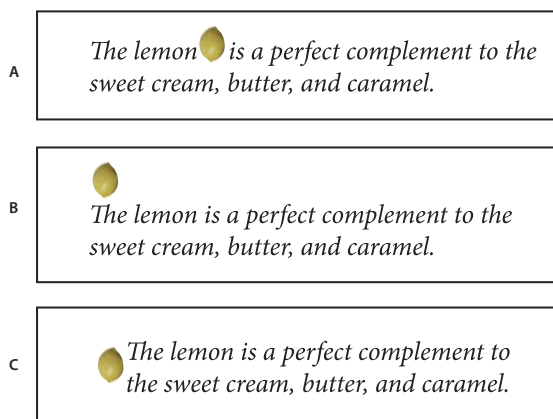 A
The lemon is a perfect complement to the
sweet cream, butter, and caramel.
B
The lemon is a perfect complement to the
sweet cream, butter, and caramel.
C
The lemon is a perfect complement to
the sweet cream, butter, and caramel.